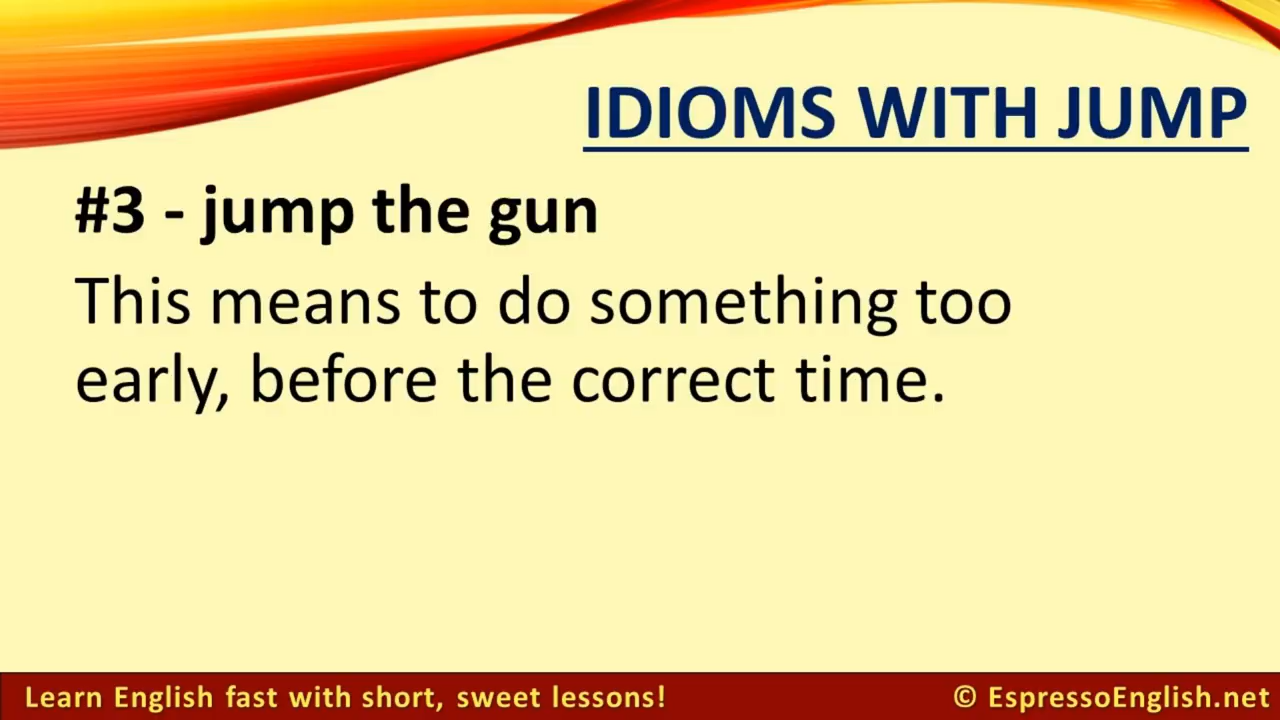 IDIOMS WITH JUMP
#3 - jump the gun
This means to do something too
early, before the correct time.
Learn English fast with short, sweet lessons!
© EspressoEnglish.net